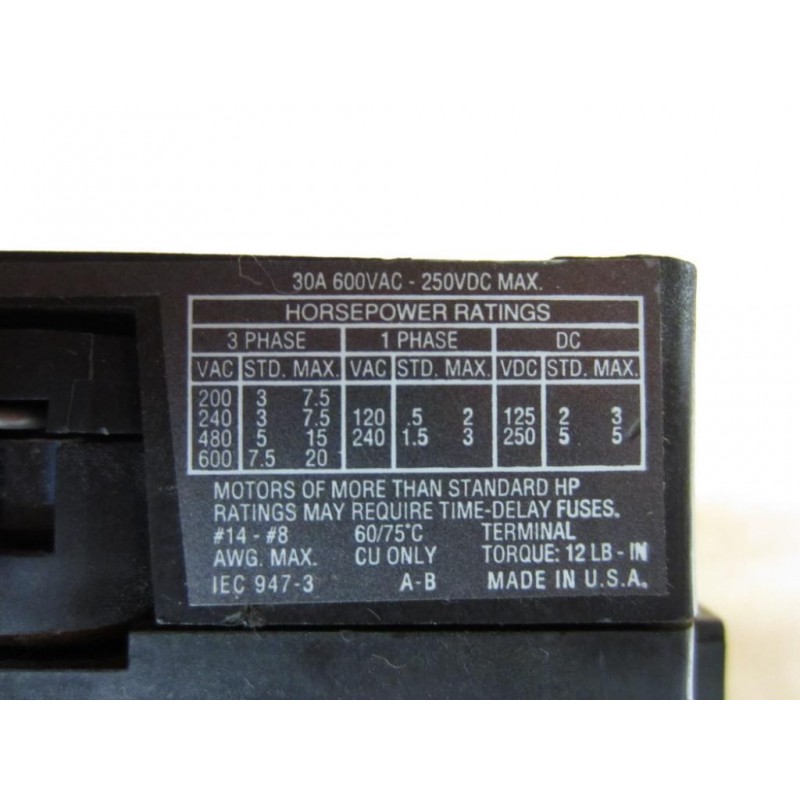 30A 600VAC - 250VDC MAX.
HORSEPOWER RATINGS
3 PHASE 1 PHASE DC
VAC STD. MAX. VAC STD. MAX. VDC STD. MAX.
200 3 7.5
240 3 7.5 120 .5 2 125 2 3
480 5 15 240 1.5 3 250 5 5
600 7.5 20
MOTORS OF MORE THAN STANDARD HP
RATINGS MAY REQUIRE TIME-DELAY FUSES.
#14 - #8 60/75°C TERMINAL
AWG. MAX. CU ONLY TORQUE: 12 LB - IN
IEC 947-3 A-B MADE IN U.S.A.